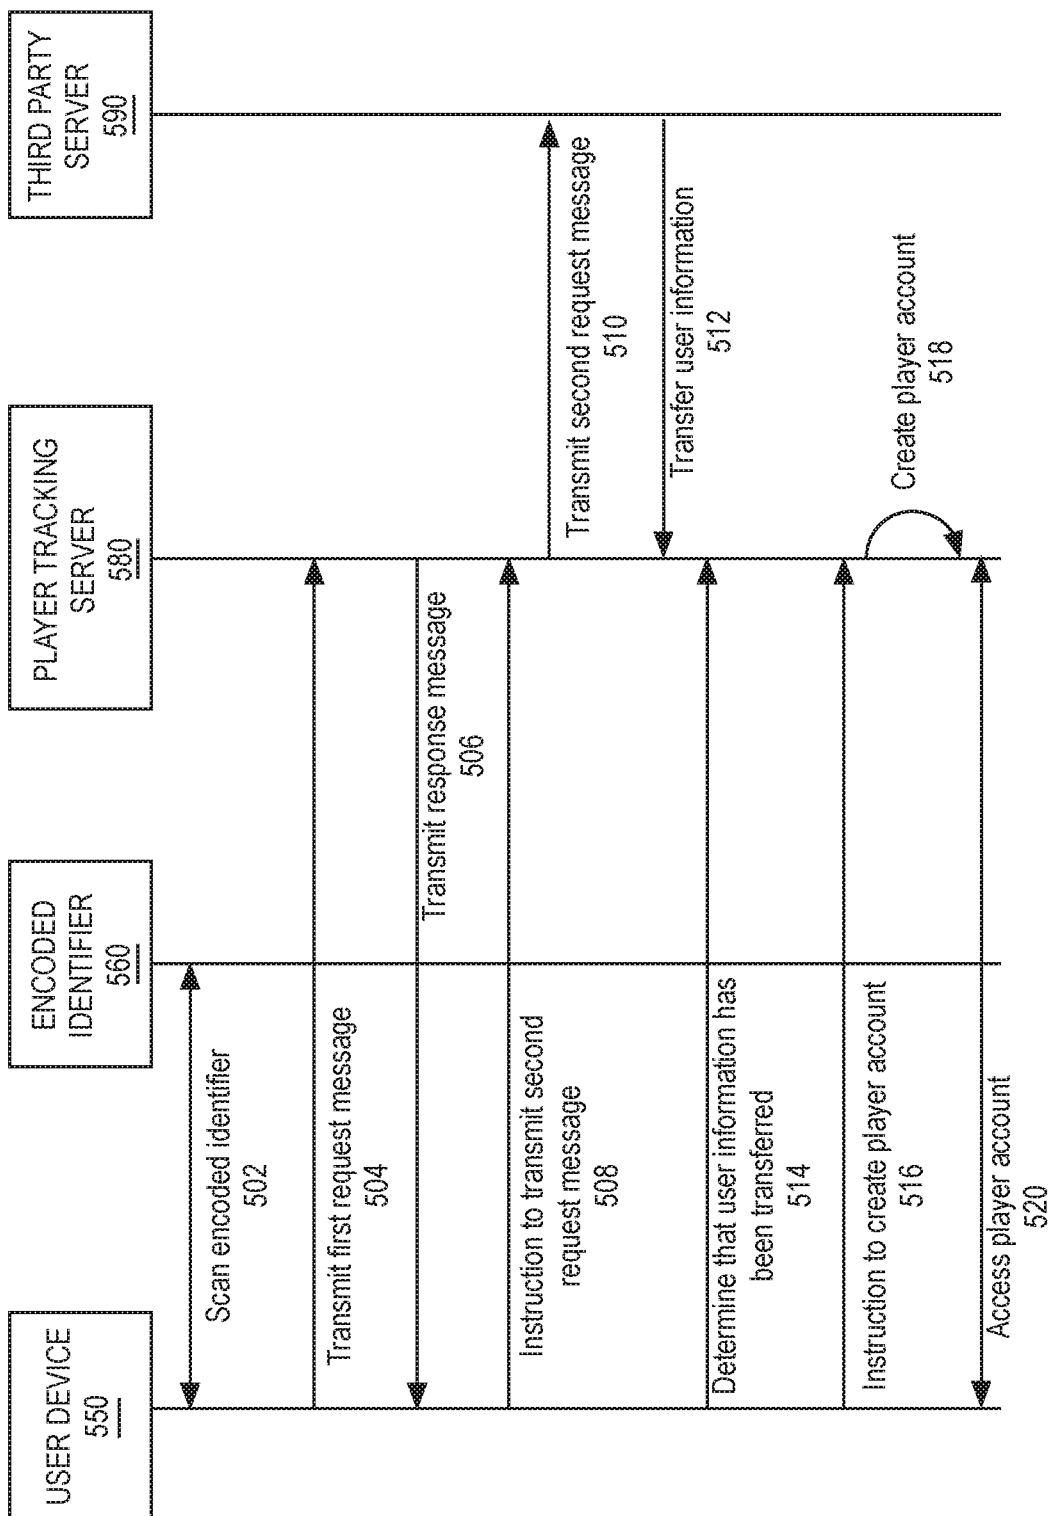 USER DEVICE
550
ENCODED
IDENTIFIER
560
PLAYER TRACKING
SERVER
580
THIRD PARTY
SERVER
590
Scan encoded identifier
502
Transmit first request message
504
Transmit response message
506
Instruction to transmit second
request message
508
Transmit second request message
510
Transfer user information
512
Determine that user information has
been transferred
514
Instruction to create player account
516
Create player account
518
Access player account
520